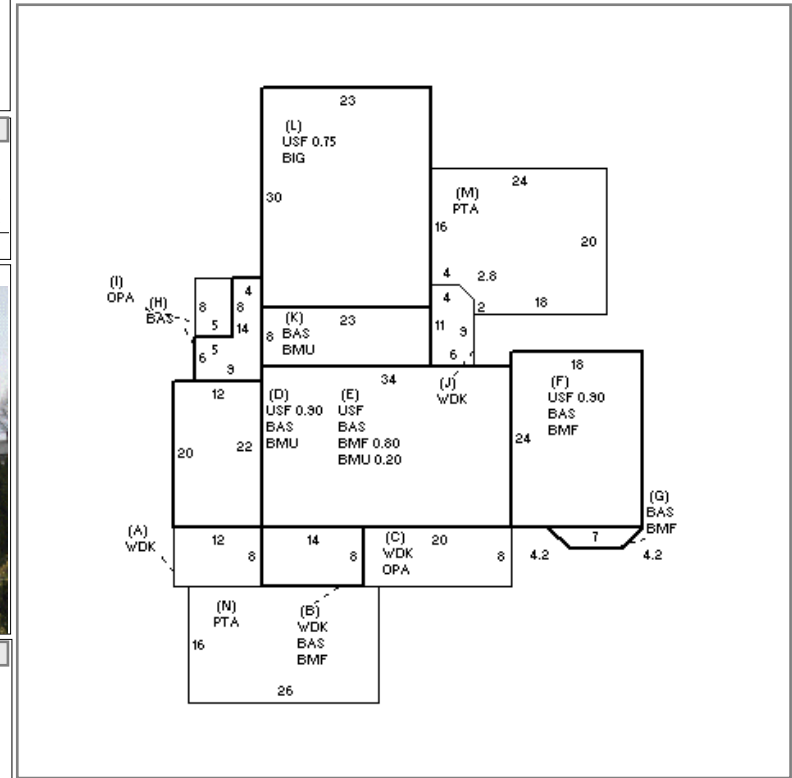 23
(L)
USF 0.75
BIG
30
24
(M)
PTA
16
20
4
2.8
18
2
(I)
OPA
(H)
BAS
8
5
4
8
14
6
5
9
(K)
BAS
BMU
23
8
4
11
9
6
(J)
WDK
34
12
(D)
USF 0.90
BAS
BMU
(E)
USF
BAS
BMF 0.80
BMU 0.20
20
22
18
(F)
USF 0.90
BAS
BMF
24
(G)
BAS
BMF
7
4.2
4.2
(A)
WDK
12
8
14
8
(C)
WDK
OPA
20
8
(N)
PTA
16
26
(B)
WDK
BAS
BMF